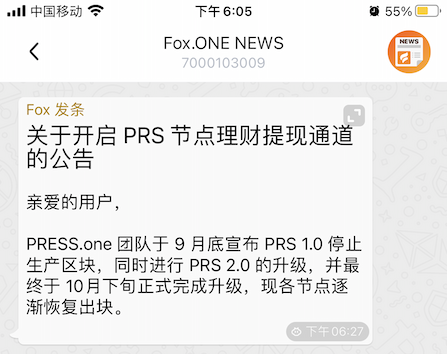 中国移动
下午 6:05
55%
Fox.ONE NEWS
7000103009
NEWS
Fox 发条
关于开启 PRS 节点理财提现通道
的公告
亲爱的用户，
PRESS.one 团队于 9 月底宣布 PRS 1.0 停止
生产区块，同时进行 PRS 2.0 的升级，并最
终于 10 月下旬正式完成升级，现各节点逐
渐恢复出块。
下午 06:27